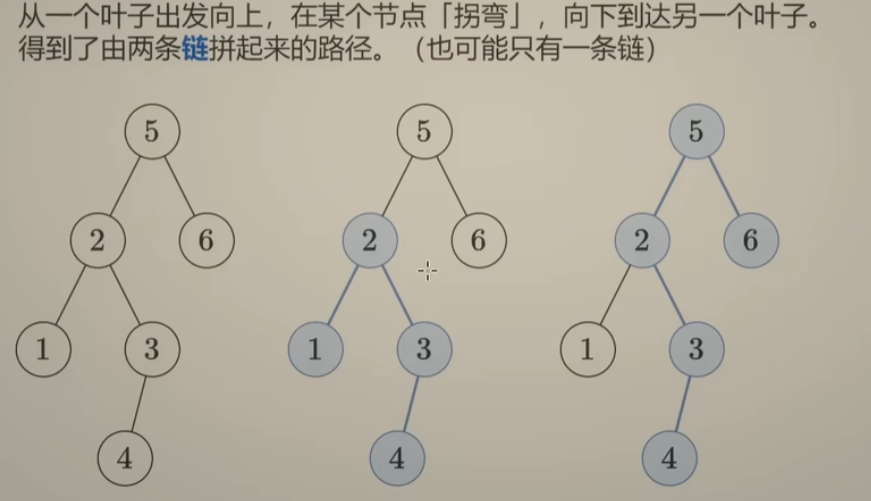 从一个叶子出发向上，在某个节点「拐弯」，向下到达另一个叶子。
得到了由两条链拼起来的路径。（也可能只有一条链）
5 5 5
2 6 2 6 2 6
1 3 1 3 1 3
4 4 4